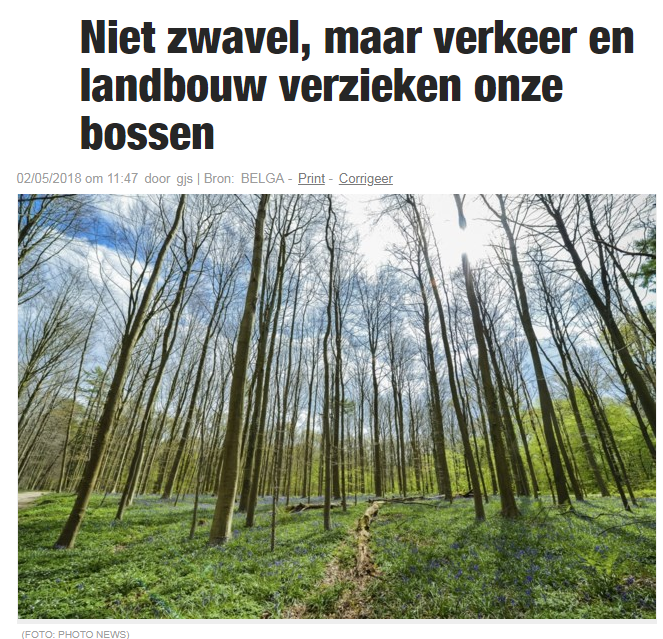 Niet zwavel, maar verkeer en
landbouw verzieken onze
bossen
02/05/2018 om 11:47 door gjs | Bron: BELGA - Print - Corrigeer
(FOTO: PHOTO NEWS)